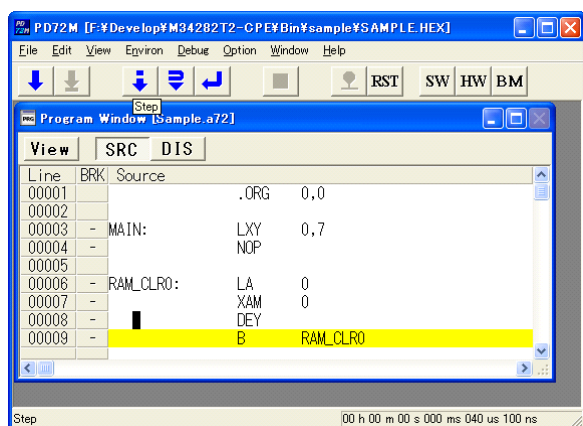 PD72M [F:¥Develop¥M34282T2-CPE¥Bin¥sample¥SAMPLE.HEX]
File Edit View Environ Debug Option Window Help
RST SW HW BM
Step
Program Window [Sample.a72]
View SRC DIS
Line BRK Source
00001 .ORG 0,0
00002
00003 - MAIN: LXY 0,7
00004 - NOP
00005
00006 - RAM_CLR0: LA 0
00007 - XAM 0
00008 - DEY
00009 - B RAM_CLR0
Step 00 h 00 m 00 s 000 ms 040 us 100 ns